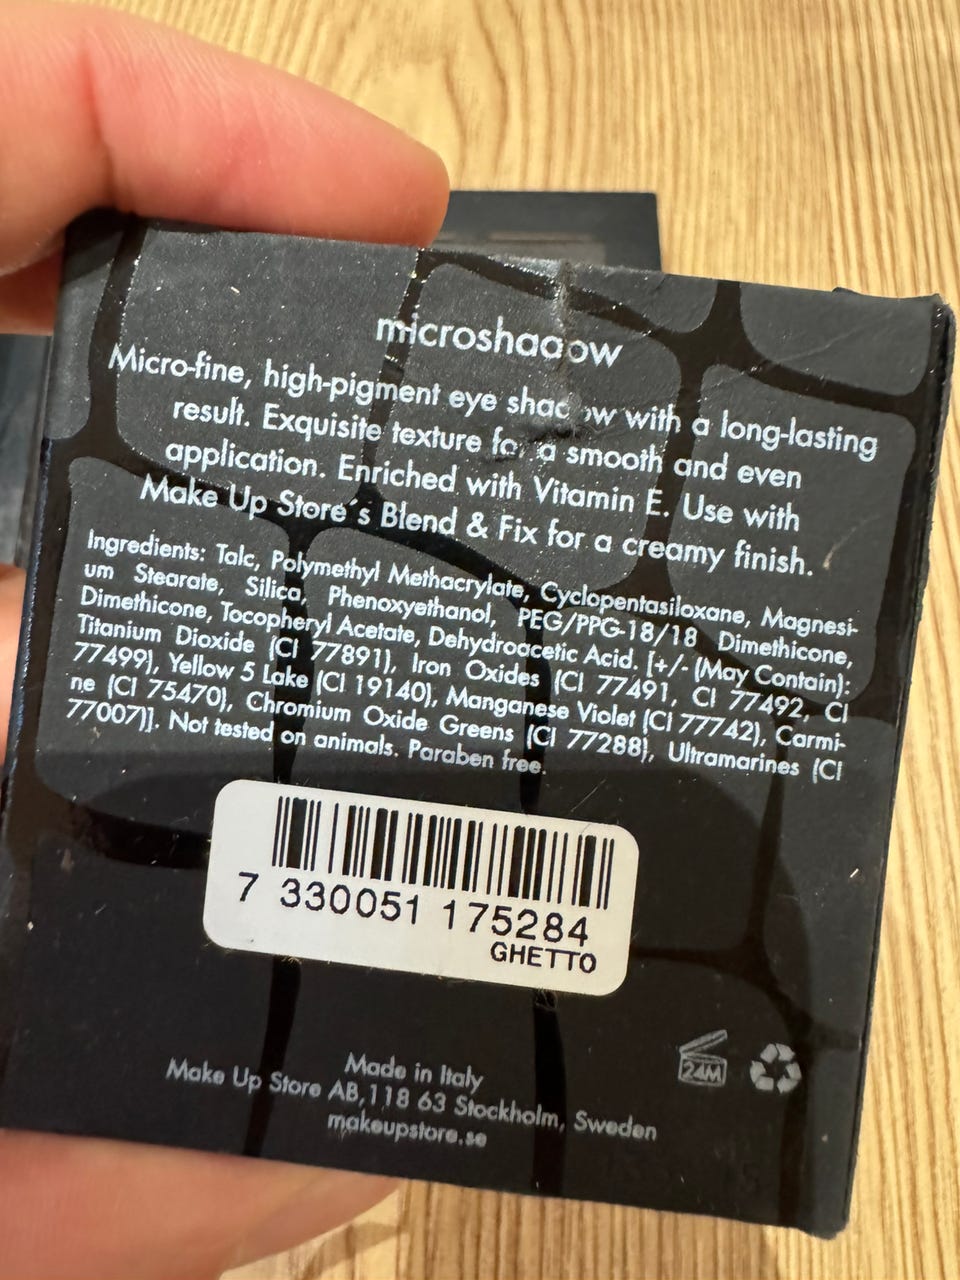 microshadow
Micro-fine, high-pigment eye shadow with a long-lasting
result. Exquisite texture for a smooth and even
application. Enriched with Vitamin E. Use with
Make Up Store´s Blend & Fix for a creamy finish.
Ingredients: Talc, Polymethyl Methacrylate, Cyclopentasiloxane, Magnesi-
um Stearate, Silica, Phenoxyethanol, PEG/PPG-18/18 Dimethicone,
Dimethicone, Tocopheryl Acetate, Dehydroacetic Acid. [+/- (May Contain):
Titanium Dioxide (CI 77891), Iron Oxides (CI 77491, CI 77492, CI
77499), Yellow 5 Lake (CI 19140), Manganese Violet (CI 77742), Carmi-
ne (CI 75470), Chromium Oxide Greens (CI 77288), Ultramarines (CI
77007)]. Not tested on animals. Paraben free.
7 330051 175284
GHETTO
24M
Made in Italy
Make Up Store AB,118 63 Stockholm, Sweden
makeupstore.se